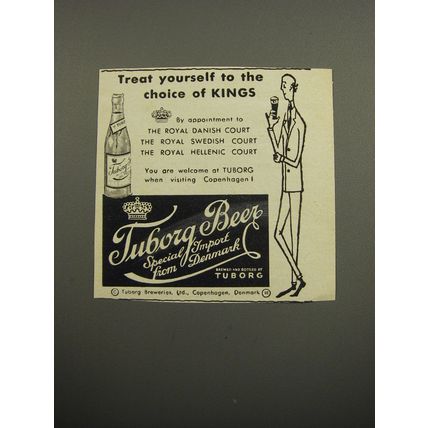 Treat yourself to the
choice of KINGS
By appointment to
THE ROYAL DANISH COURT
THE ROYAL SWEDISH COURT
THE ROYAL HELLENIC COURT
You are welcome at TUBORG
when visiting Copenhagen!
Tuborg
Tuborg Beer
Special Import
from Denmark
BREWED AND BOTTLED BY
TUBORG
© Tuborg Breweries, Ltd., Copenhagen, Denmark